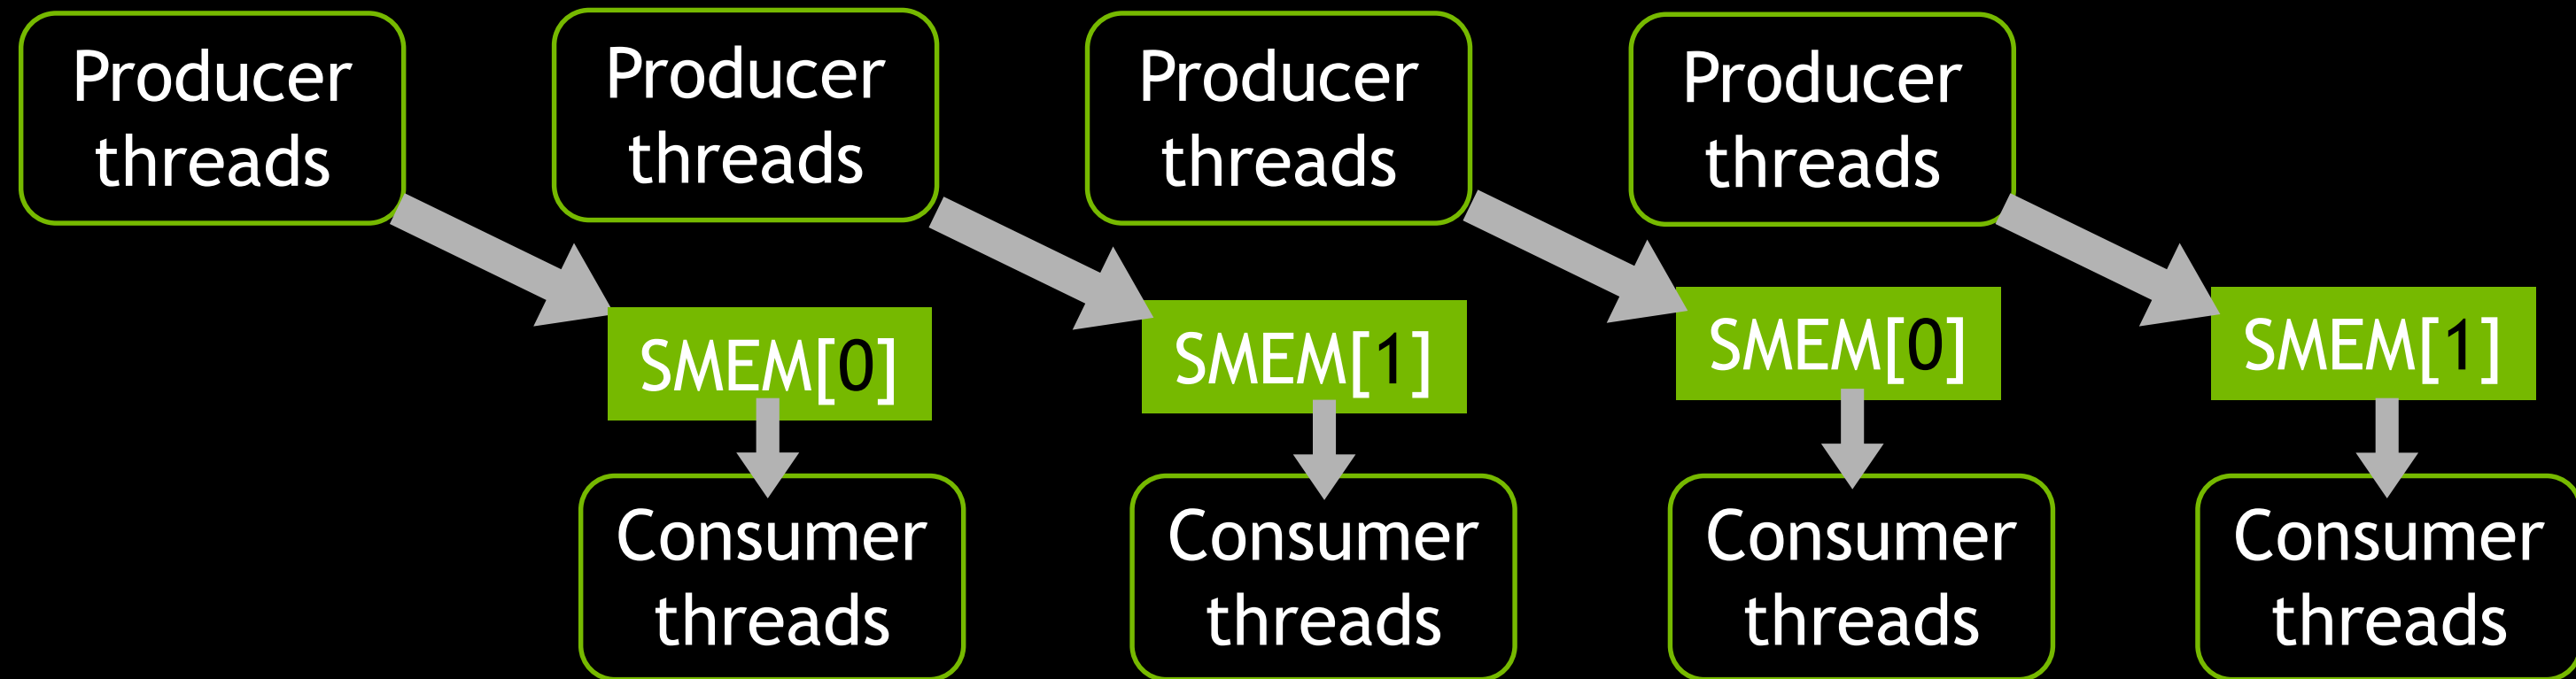 Producer
threads
Producer
threads
Producer
threads
Producer
threads
SMEM[0]
SMEM[1]
SMEM[0]
SMEM[1]
Consumer
threads
Consumer
threads
Consumer
threads
Consumer
threads